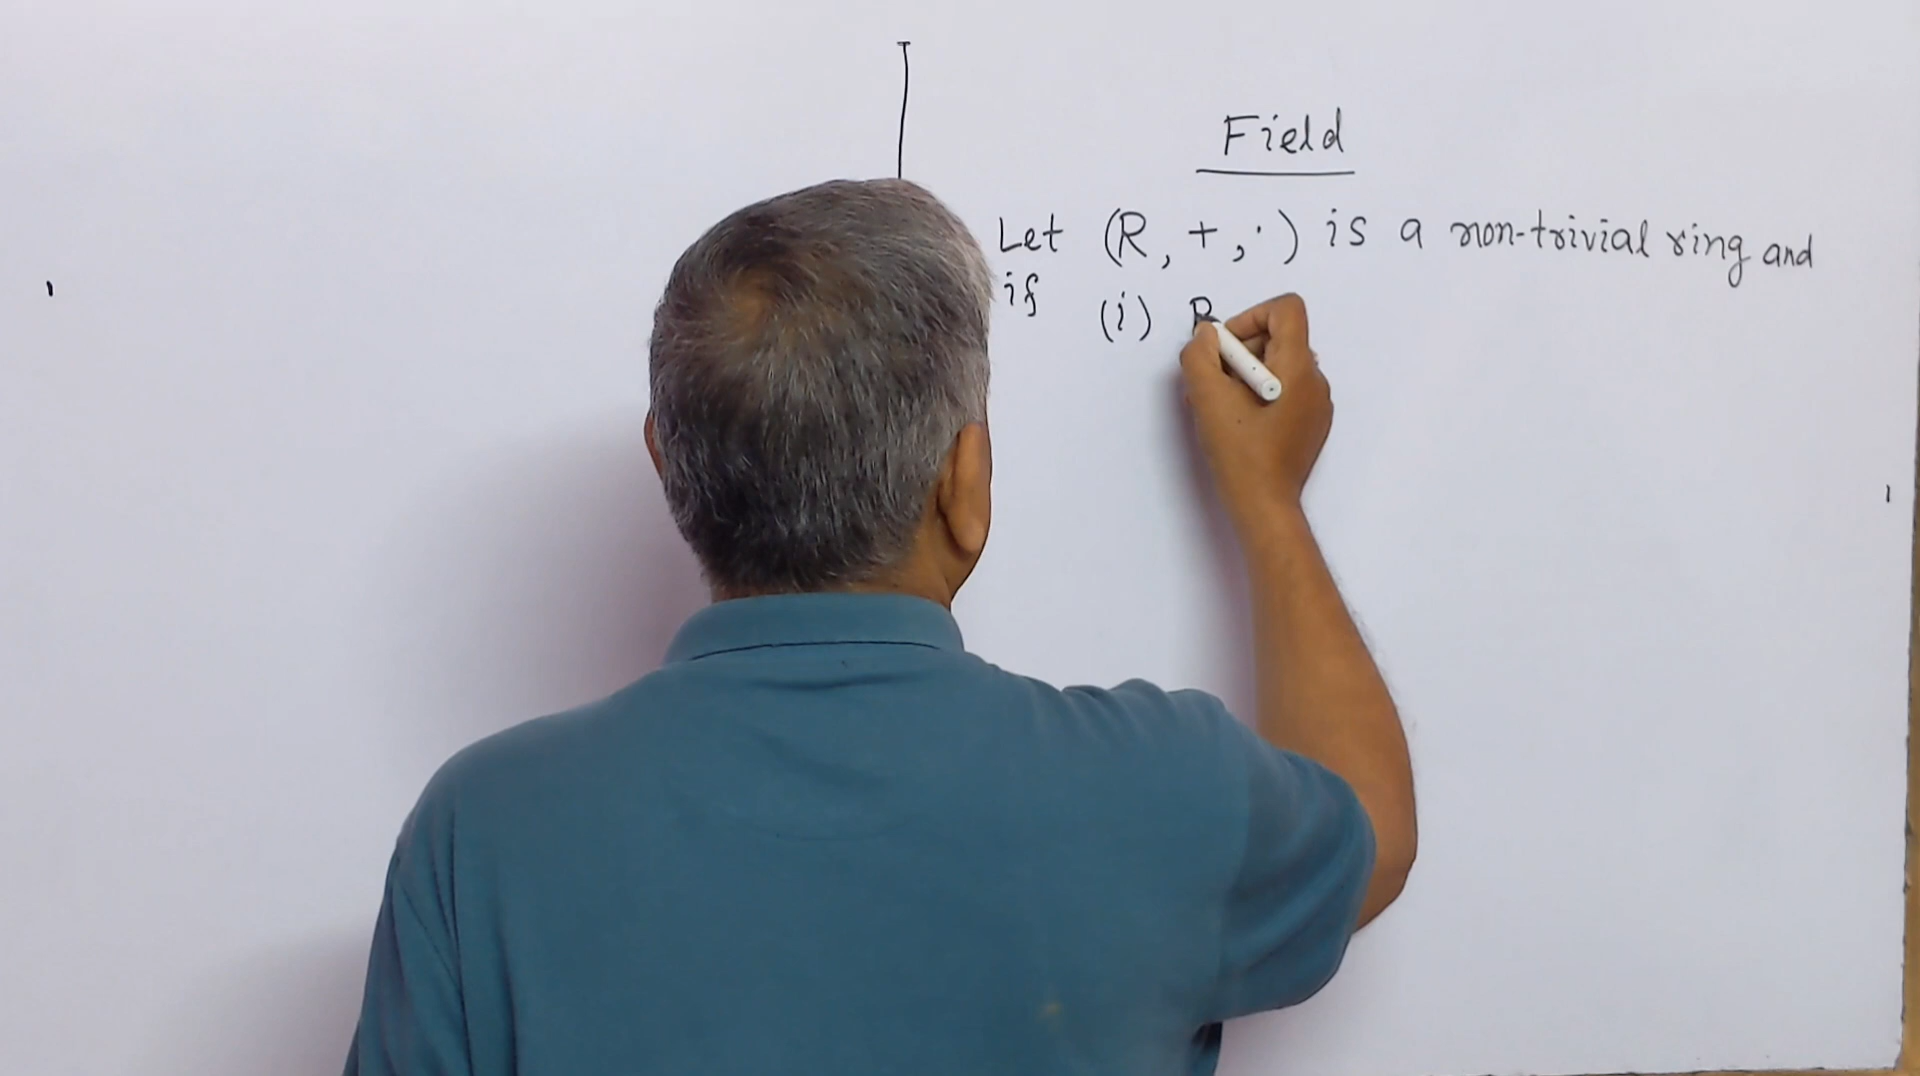 Field
Let (R, +, ·) is a non-trivial ring and
if (i) R